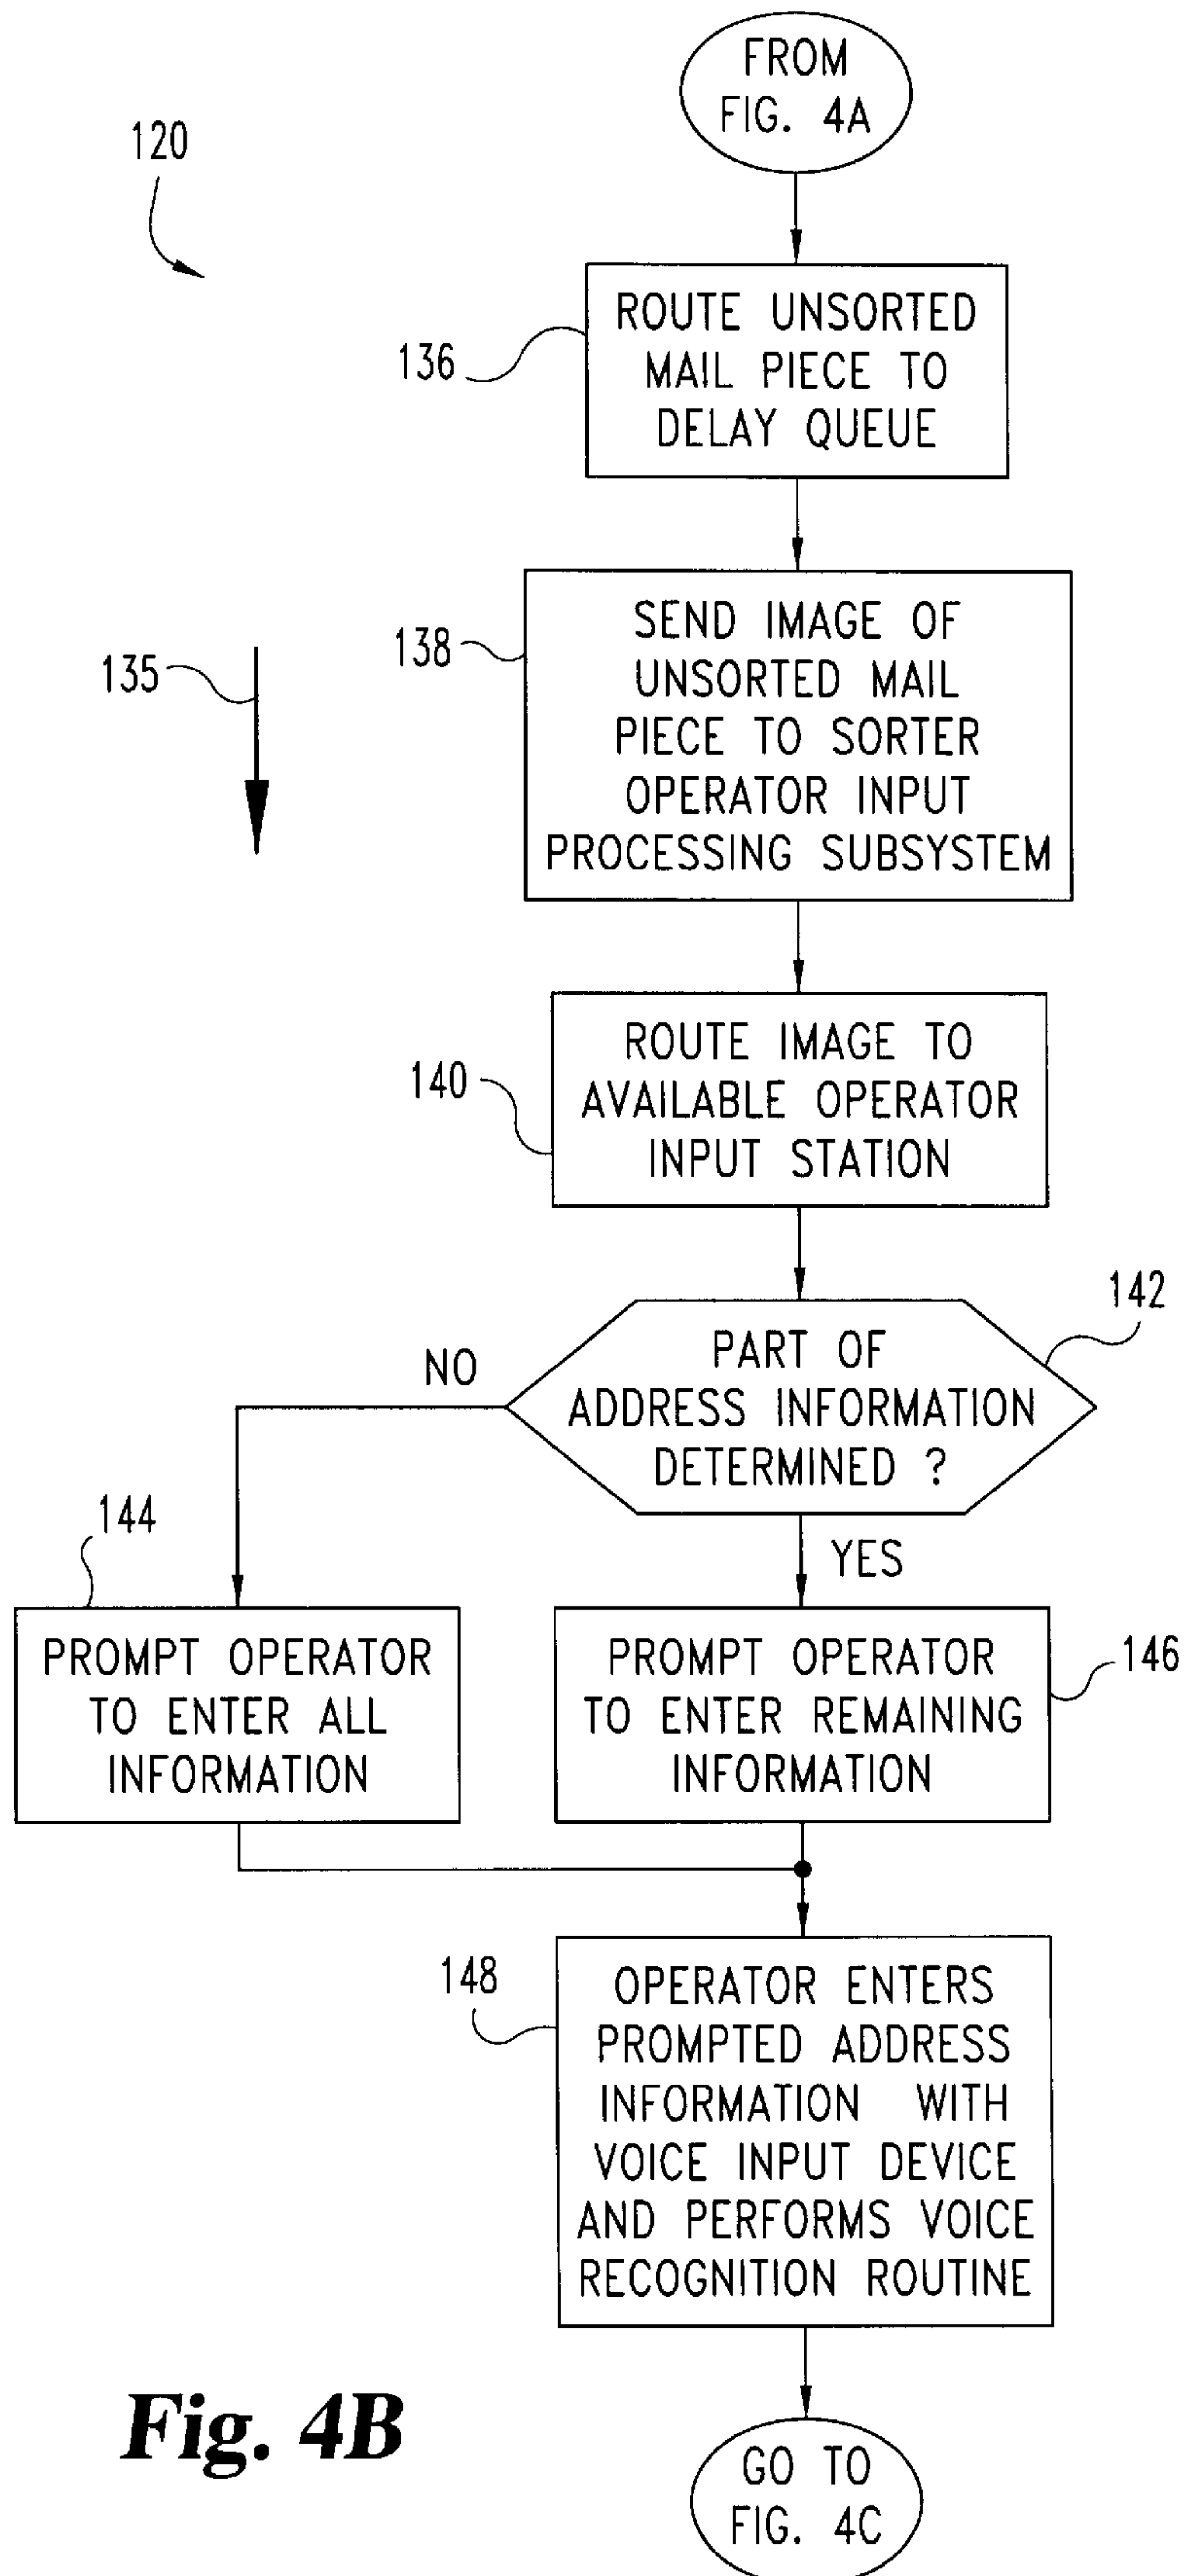 FROM
FIG. 4A
120
ROUTE UNSORTED
MAIL PIECE TO
DELAY QUEUE
136
SEND IMAGE OF
UNSORTED MAIL
PIECE TO SORTER
OPERATOR INPUT
PROCESSING SUBSYSTEM
138
135
ROUTE IMAGE TO
AVAILABLE OPERATOR
INPUT STATION
140
142
PART OF
ADDRESS INFORMATION
DETERMINED ?
NO
YES
144
PROMPT OPERATOR
TO ENTER ALL
INFORMATION
PROMPT OPERATOR
TO ENTER REMAINING
INFORMATION
146
148
OPERATOR ENTERS
PROMPTED ADDRESS
INFORMATION WITH
VOICE INPUT DEVICE
AND PERFORMS VOICE
RECOGNITION ROUTINE
Fig. 4B
GO TO
FIG. 4C